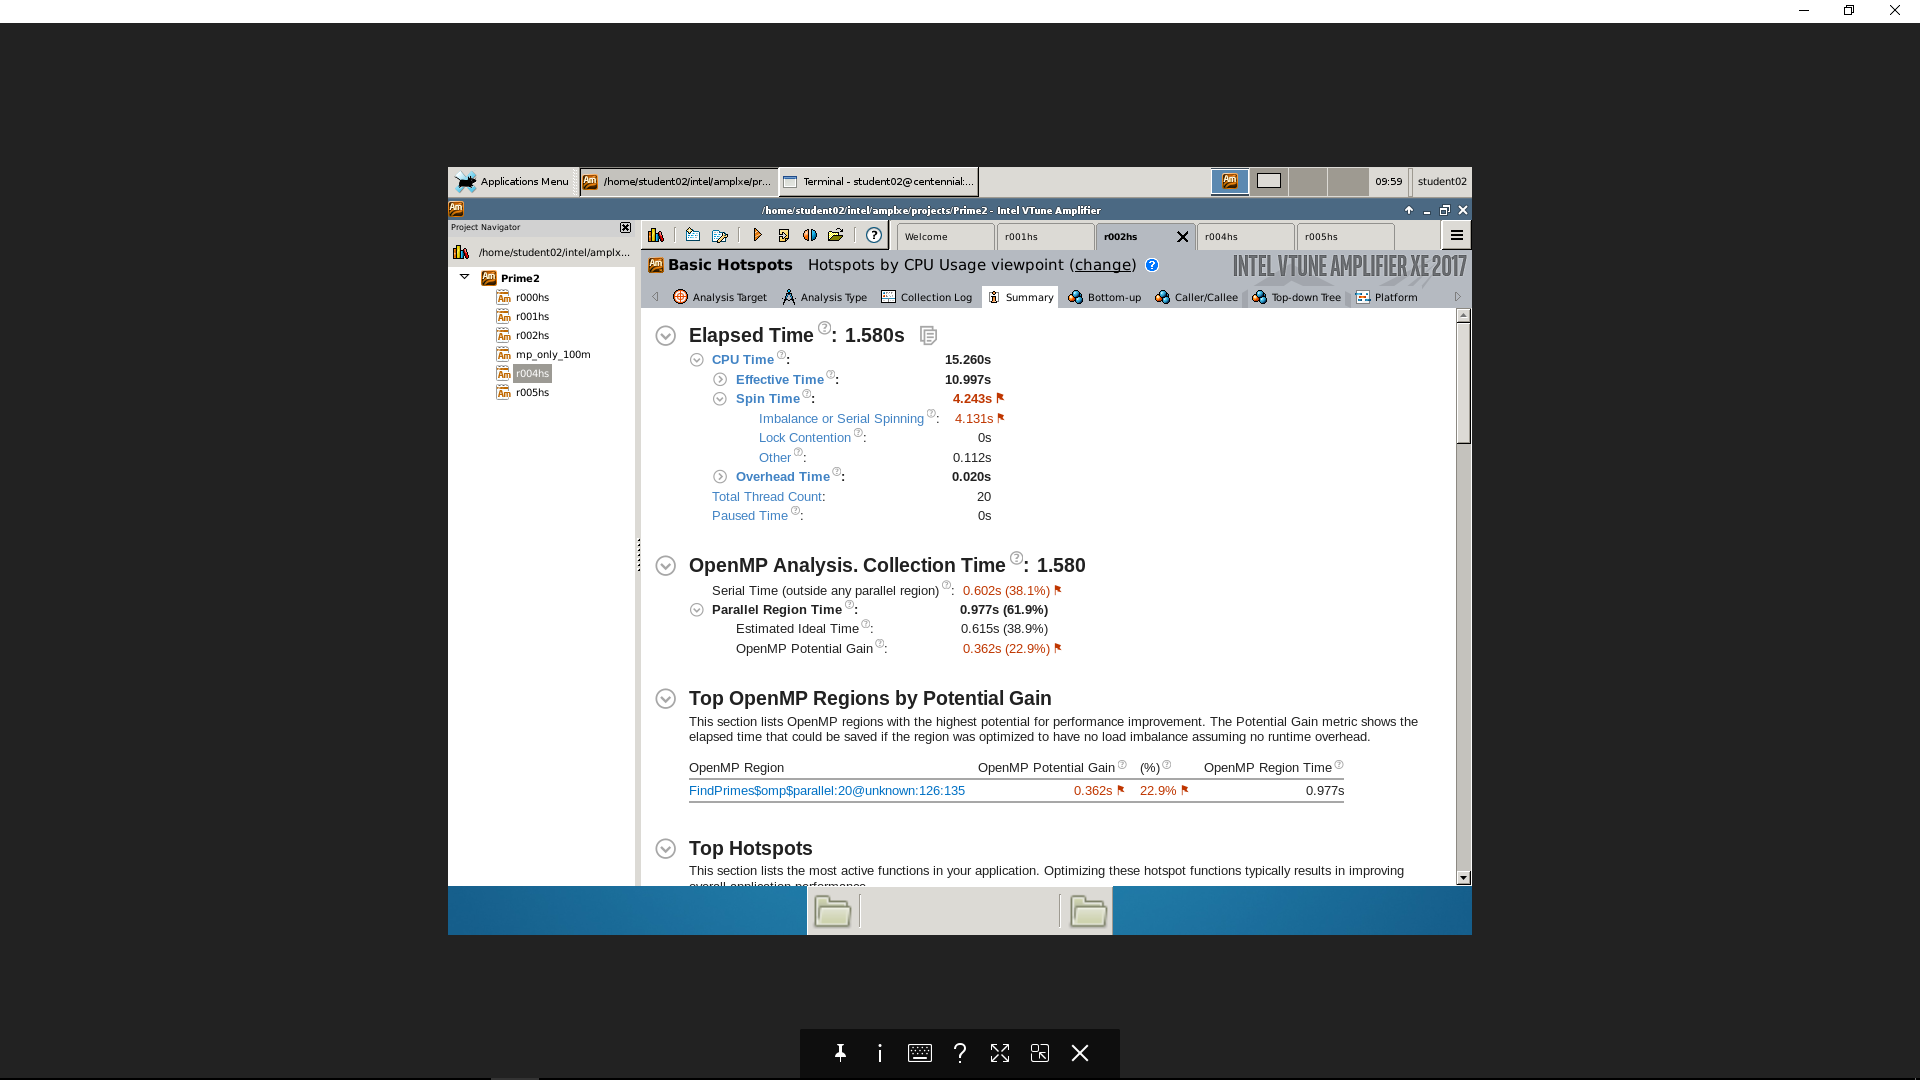 Applications Menu
/home/student02/intel/amplxe/pr...
Terminal - student02@centennial:...
09:59
student02
/home/student02/intel/amplxe/projects/Prime2 - Intel VTune Amplifier
Project Navigator
/home/student02/intel/amplx...
Prime2
r000hs
r001hs
r002hs
mp_only_100m
r004hs
r005hs
Welcome
r001hs
r002hs
r004hs
r005hs
Basic Hotspots Hotspots by CPU Usage viewpoint (change) ?
INTEL VTUNE AMPLIFIER XE 2017
Analysis Target
Analysis Type
Collection Log
Summary
Bottom-up
Caller/Callee
Top-down Tree
Platform
Elapsed Time ?: 1.580s
CPU Time ?: 15.260s
Effective Time ?: 10.997s
Spin Time ?: 4.243s
Imbalance or Serial Spinning ?: 4.131s
Lock Contention ?: 0s
Other ?: 0.112s
Overhead Time ?: 0.020s
Total Thread Count: 20
Paused Time ?: 0s
OpenMP Analysis. Collection Time ?: 1.580
Serial Time (outside any parallel region) ?: 0.602s (38.1%)
Parallel Region Time ?: 0.977s (61.9%)
Estimated Ideal Time ?: 0.615s (38.9%)
OpenMP Potential Gain ?: 0.362s (22.9%)
Top OpenMP Regions by Potential Gain
This section lists OpenMP regions with the highest potential for performance improvement. The Potential Gain metric shows the
elapsed time that could be saved if the region was optimized to have no load imbalance assuming no runtime overhead.
OpenMP Region OpenMP Potential Gain ? (%) ? OpenMP Region Time ?
FindPrimes$omp$parallel:20@unknown:126:135 0.362s 22.9% 0.977s
Top Hotspots
This section lists the most active functions in your application. Optimizing these hotspot functions typically results in improving
overall application performance.